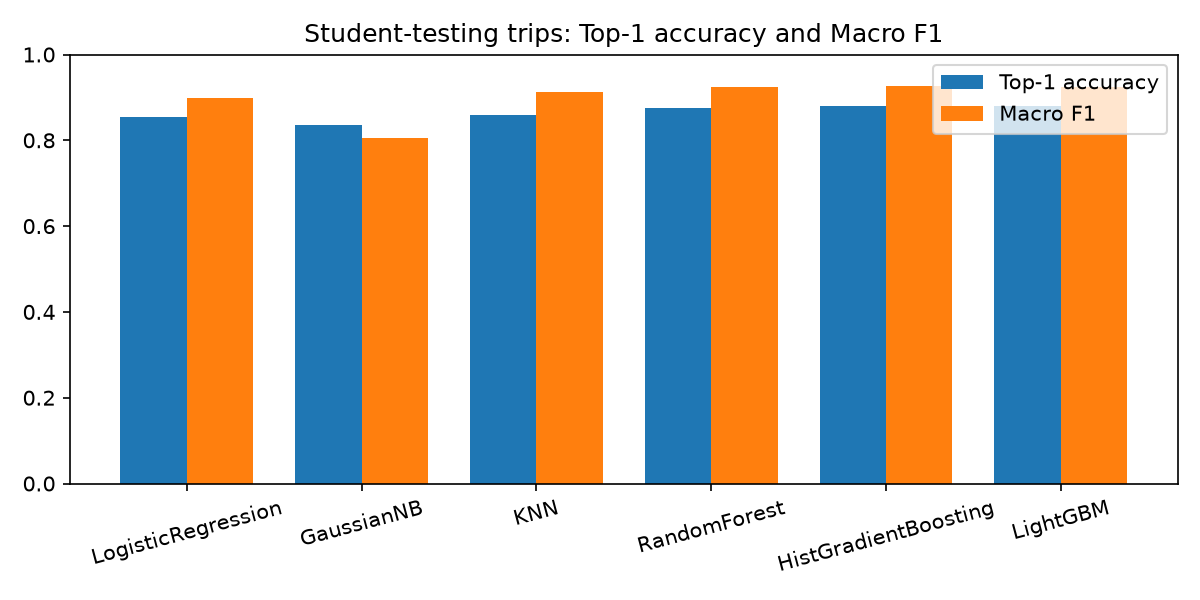 Student-testing trips: Top-1 accuracy and Macro F1
1.0
0.8
0.6
0.4
0.2
0.0
Top-1 accuracy
Macro F1
LogisticRegression
GaussianNB
KNN
RandomForest
HistGradientBoosting
LightGBM